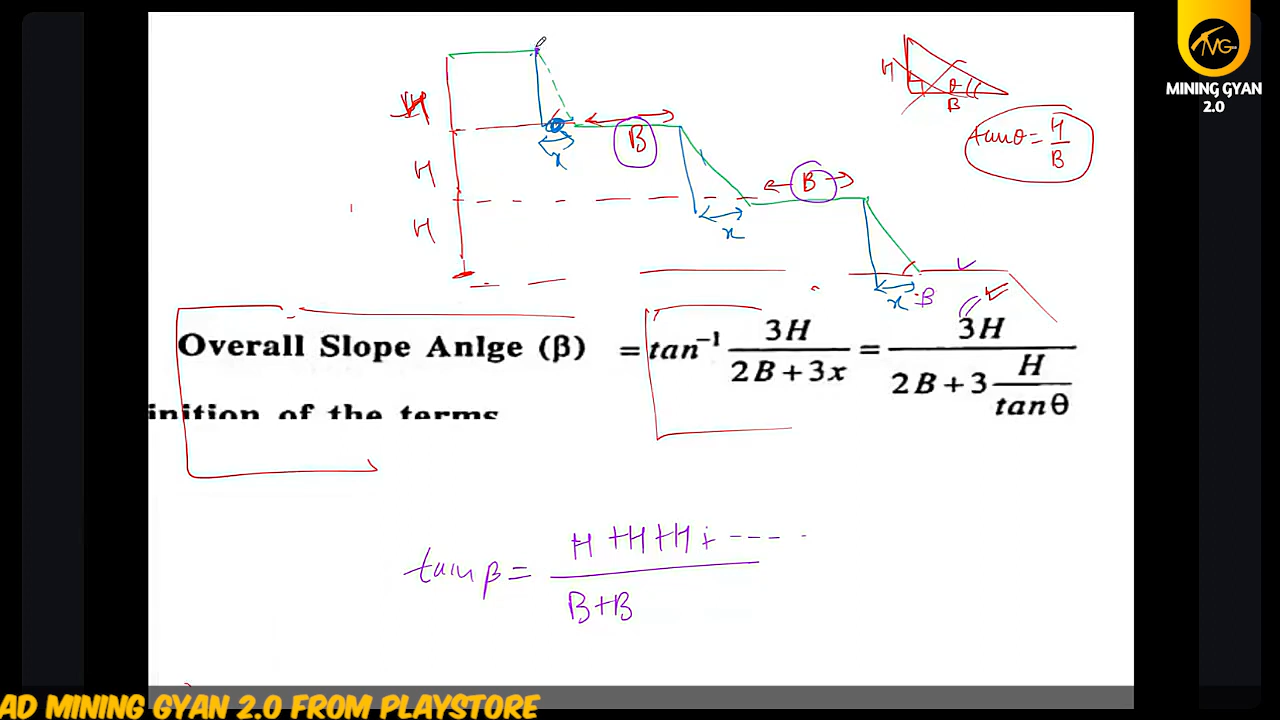 MINING GYAN
2.0
H
H
H
B
B
x
x
x
B
H
θ
B
tanθ = H/B
Overall Slope Anlge (β) = tan⁻¹ 3H/(2B+3x) = 3H/(2B+3 H/tanθ)
inition of the terms
tan β = H+H+H+----/B+B
AD MINING GYAN 2.0 FROM PLAYSTORE